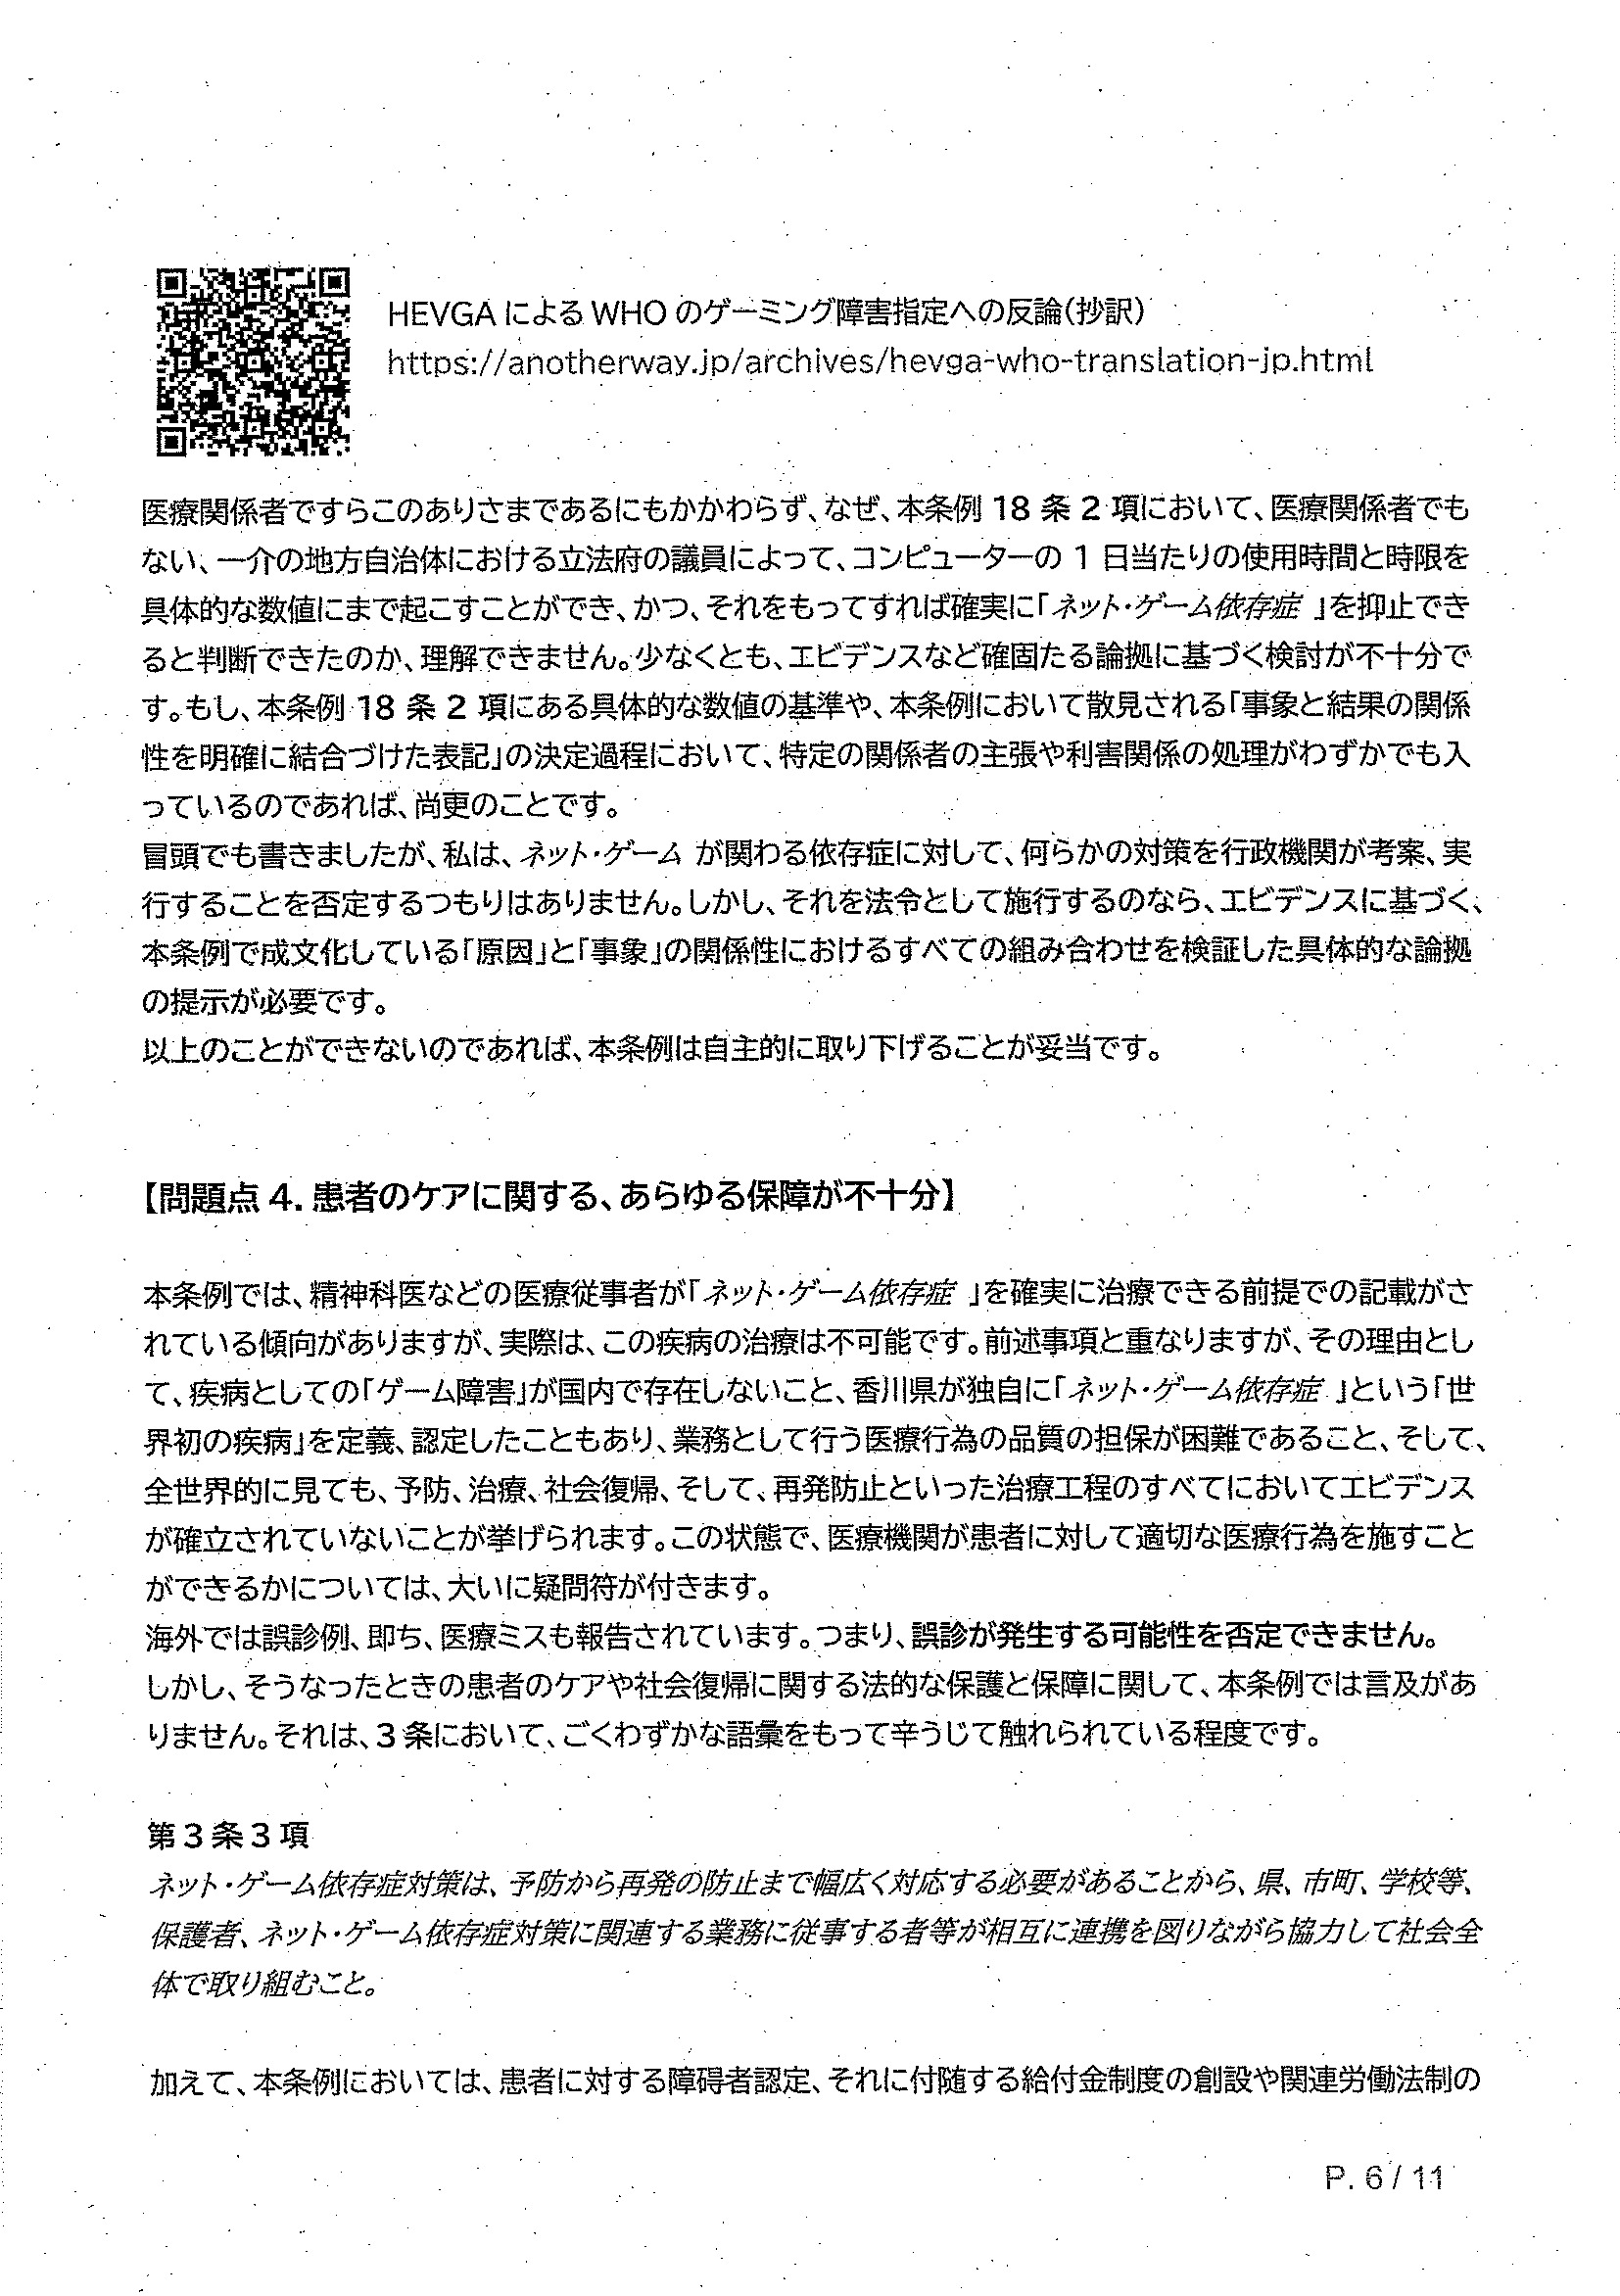 HEVGA による WHO のゲーミング障害指定への反論(抄訳)
https://anotherway.jp/archives/hevga-who-translation-jp.html
医療関係者ですらこのありさまであるにもかかわらず、なぜ、本条例 18 条 2 項において、医療関係者でも
ない、一介の地方自治体における立法府の議員によって、コンピューターの 1 日当たりの使用時間と時限を
具体的な数値にまで起こすことができ、かつ、それをもってすれば確実に「ネット・ゲーム依存症 」を抑止でき
ると判断できたのか、理解できません。少なくとも、エビデンスなど確固たる論拠に基づく検討が不十分で
す。もし、本条例 18 条 2 項にある具体的な数値の基準や、本条例において散見される「事象と結果の関係
性を明確に結合づけた表記」の決定過程において、特定の関係者の主張や利害関係の処理がわずかでも入
っているのであれば、尚更のことです。
冒頭でも書きましたが、私は、ネット・ゲーム が関わる依存症に対して、何らかの対策を行政機関が考案、実
行することを否定するつもりはありません。しかし、それを法令として施行するのなら、エビデンスに基づく、
本条例で成文化している「原因」と「事象」の関係性におけるすべての組み合わせを検証した具体的な論拠
の提示が必要です。
以上のことができないのであれば、本条例は自主的に取り下げることが妥当です。
【問題点 4. 患者のケアに関する、あらゆる保障が不十分】
本条例では、精神科医などの医療従事者が「ネット・ゲーム依存症 」を確実に治療できる前提での記載がさ
れている傾向がありますが、実際は、この疾病の治療は不可能です。前述事項と重なりますが、その理由とし
て、疾病としての「ゲーム障害」が国内で存在しないこと、香川県が独自に「ネット・ゲーム依存症 」という「世
界初の疾病」を定義、認定したこともあり、業務として行う医療行為の品質の担保が困難であること、そして、
全世界的に見ても、予防、治療、社会復帰、そして、再発防止といった治療工程のすべてにおいてエビデンス
が確立されていないことが挙げられます。この状態で、医療機関が患者に対して適切な医療行為を施すこと
ができるかについては、大いに疑問符が付きます。
海外では誤診例、即ち、医療ミスも報告されています。つまり、誤診が発生する可能性を否定できません。
しかし、そうなったときの患者のケアや社会復帰に関する法的な保護と保障に関して、本条例では言及があ
りません。それは、3 条において、ごくわずかな語彙をもって辛うじて触れられている程度です。
第 3 条 3 項
ネット・ゲーム依存症対策は、予防から再発の防止まで幅広く対応する必要があることから、県、市町、学校等、
保護者、ネット・ゲーム依存症対策に関連する業務に従事する者等が相互に連携を図りながら協力して社会全
体で取り組むこと。
加えて、本条例においては、患者に対する障碍者認定、それに付随する給付金制度の創設や関連労働法制の
P. 6 / 11